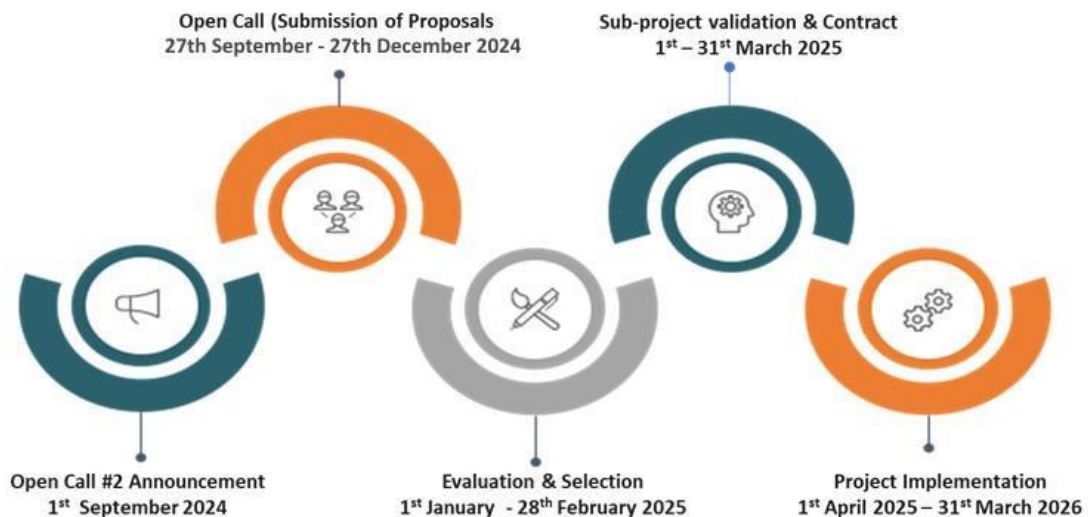 Open Call (Submission of Proposals
27th September - 27th December 2024
Sub-project validation & Contract
1st – 31st March 2025
Open Call #2 Announcement
1st September 2024
Evaluation & Selection
1st January - 28th February 2025
Project Implementation
1st April 2025 – 31st March 2026